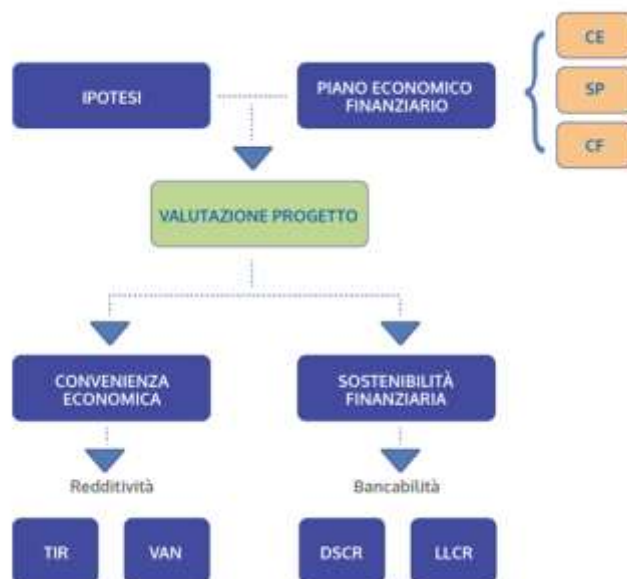 CE
IPOTESI
PIANO ECONOMICO
FINANZIARIO
SP
CF
VALUTAZIONE PROGETTO
CONVENIENZA
ECONOMICA
SOSTENIBILITÀ
FINANZIARIA
Redditività
Bancabilità
TIR
VAN
DSCR
LLCR